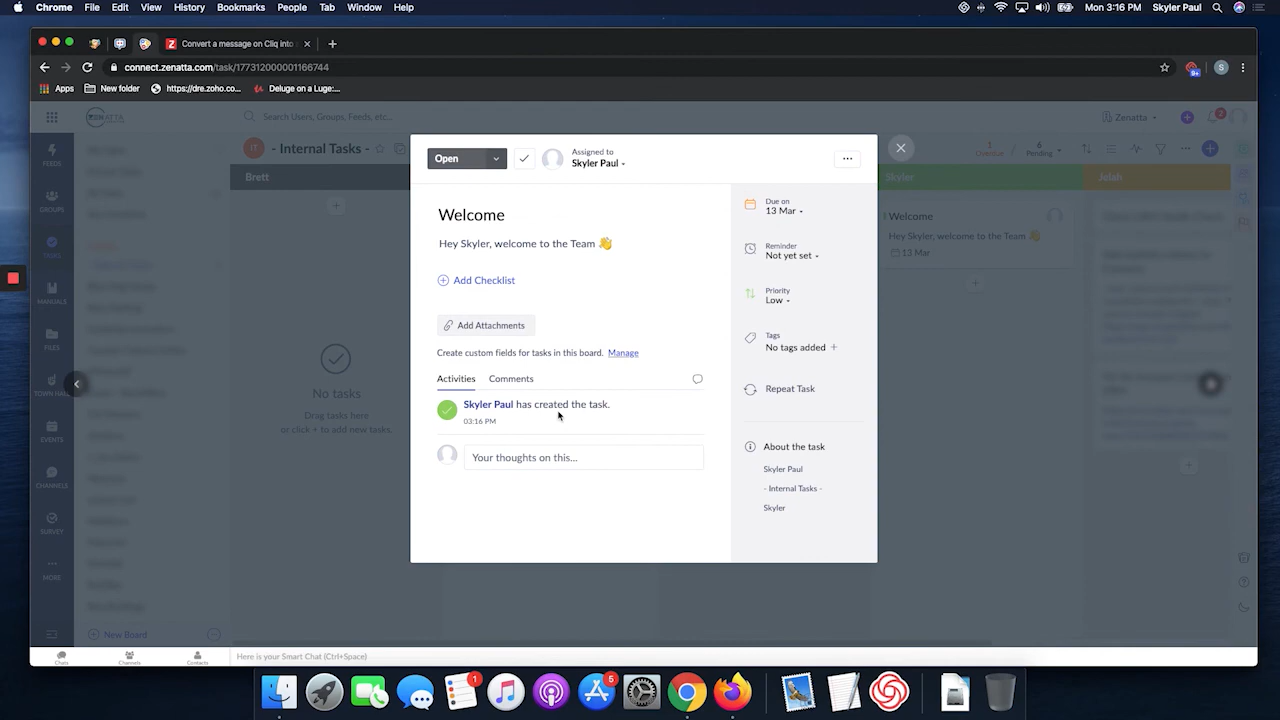 Chrome File Edit View History Bookmarks People Tab Window Help
Mon 3:16 PM Skyler Paul
Convert a message on Cliq into
connect.zenatta.com/task/177312000001166744
9+
S
Apps New folder https://dre.zoho.co... Deluge on a Luge:...
Search Users, Groups, Feeds, etc...
Zenatta
2
FEEDS
GROUPS
TASKS
MANUALS
FILES
TOWN HALL
EVENTS
CHANNELS
SURVEY
MORE
IT - Internal Tasks -
1 Overdue / 6 Pending
Brett
Skyler
Jelah
No tasks
Drag tasks here
or click + to add new tasks.
Welcome
Hey Skyler, welcome to the Team 👋
13 Mar
Open
Assigned to
Skyler Paul
Welcome
Hey Skyler, welcome to the Team 👋
Add Checklist
Add Attachments
Create custom fields for tasks in this board. Manage
Activities Comments
Skyler Paul has created the task.
03:16 PM
Your thoughts on this...
Due on
13 Mar
Reminder
Not yet set
Priority
Low
Tags
No tags added +
Repeat Task
About the task
Skyler Paul
- Internal Tasks -
Skyler
New Board
Chats Channels Contacts
Here is your Smart Chat (Ctrl+Space)
1
5